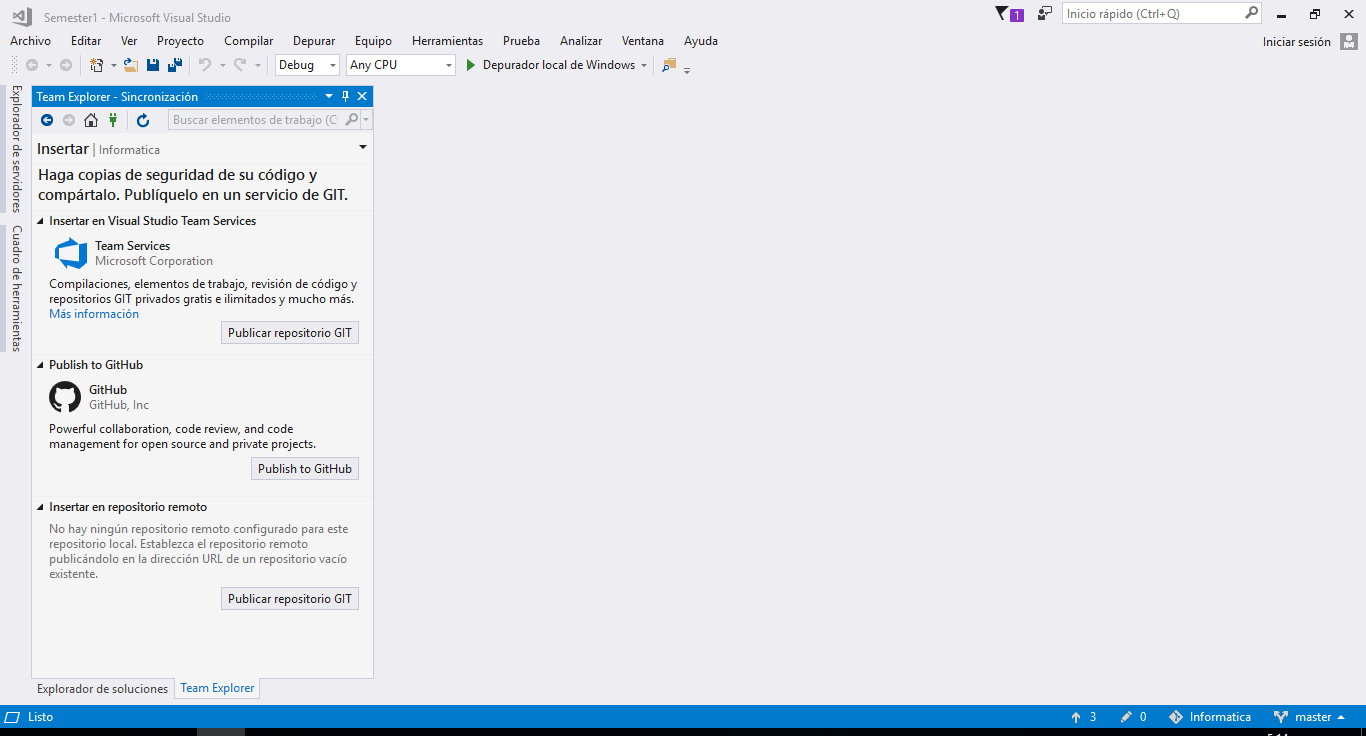 Semester1 - Microsoft Visual Studio
1
Inicio rápido (Ctrl+Q)
Archivo Editar Ver Proyecto Compilar Depurar Equipo Herramientas Prueba Analizar Ventana Ayuda
Iniciar sesión
Debug
Any CPU
Depurador local de Windows
Explorador de servidores
Cuadro de herramientas
Team Explorer - Sincronización
Buscar elementos de trabajo (C
Insertar | Informatica
Haga copias de seguridad de su código y
compártalo. Publíquelo en un servicio de GIT.
Insertar en Visual Studio Team Services
Team Services
Microsoft Corporation
Compilaciones, elementos de trabajo, revisión de código y
repositorios GIT privados gratis e ilimitados y mucho más.
Más información
Publicar repositorio GIT
Publish to GitHub
GitHub
GitHub, Inc
Powerful collaboration, code review, and code
management for open source and private projects.
Publish to GitHub
Insertar en repositorio remoto
No hay ningún repositorio remoto configurado para este
repositorio local. Establezca el repositorio remoto
publicándolo en la dirección URL de un repositorio vacío
existente.
Publicar repositorio GIT
Explorador de soluciones
Team Explorer
Listo
3
0
Informatica
master